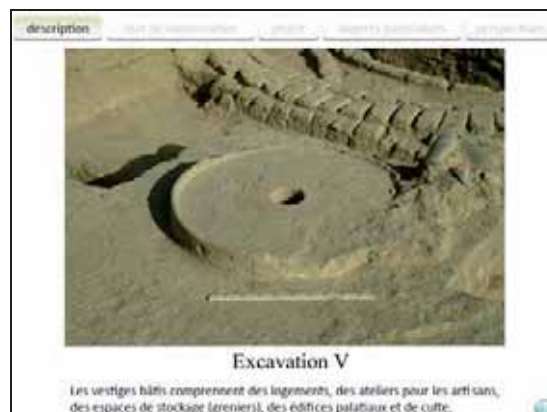 description
Excavation V
Les vestiges bâtis comprennent des logements, des ateliers pour les artisans,
des espaces de stockage (greniers), des édifices palatiaux et de culte.